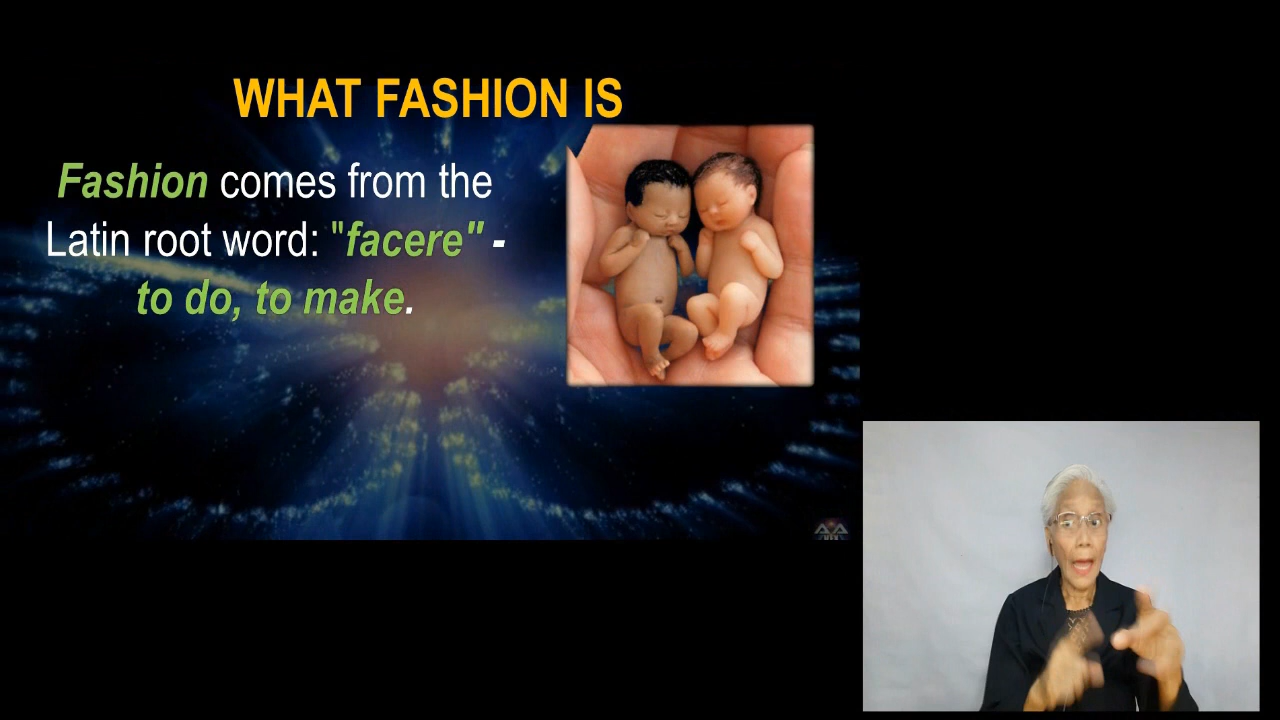 WHAT FASHION IS
Fashion comes from the
Latin root word: "facere" -
to do, to make.